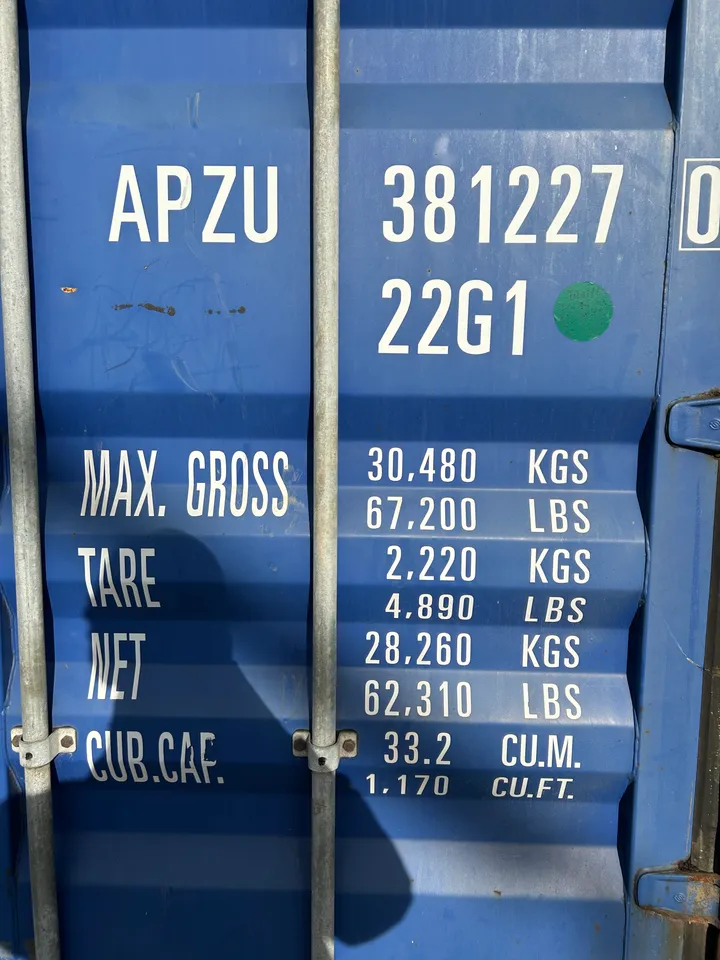 APZU 381227 0
22G1
MAX. GROSS 30,480 KGS
67,200 LBS
TARE 2,220 KGS
4,890 LBS
NET 28,260 KGS
62,310 LBS
CUB.CAP. 33.2 CU.M.
1,170 CU.FT.